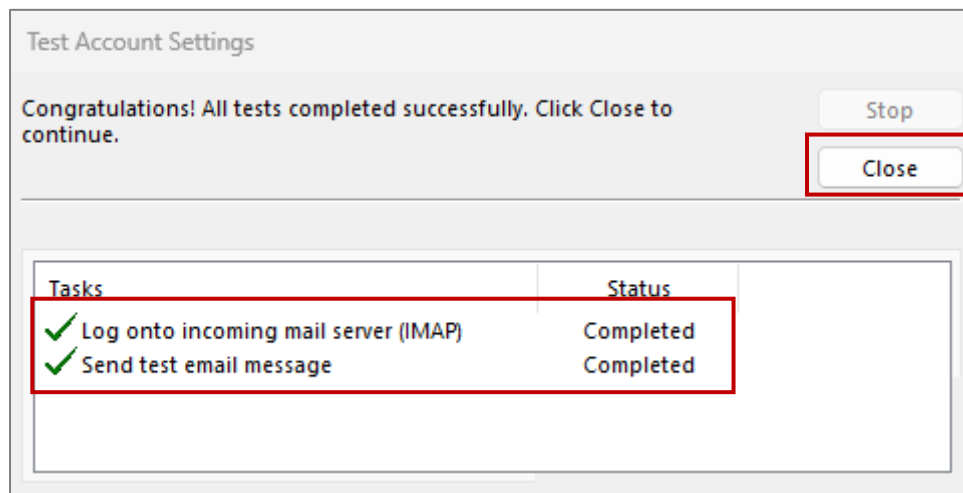 Test Account Settings
Congratulations! All tests completed successfully. Click Close to
continue.
Stop
Close
Tasks Status
Log onto incoming mail server (IMAP) Completed
Send test email message Completed